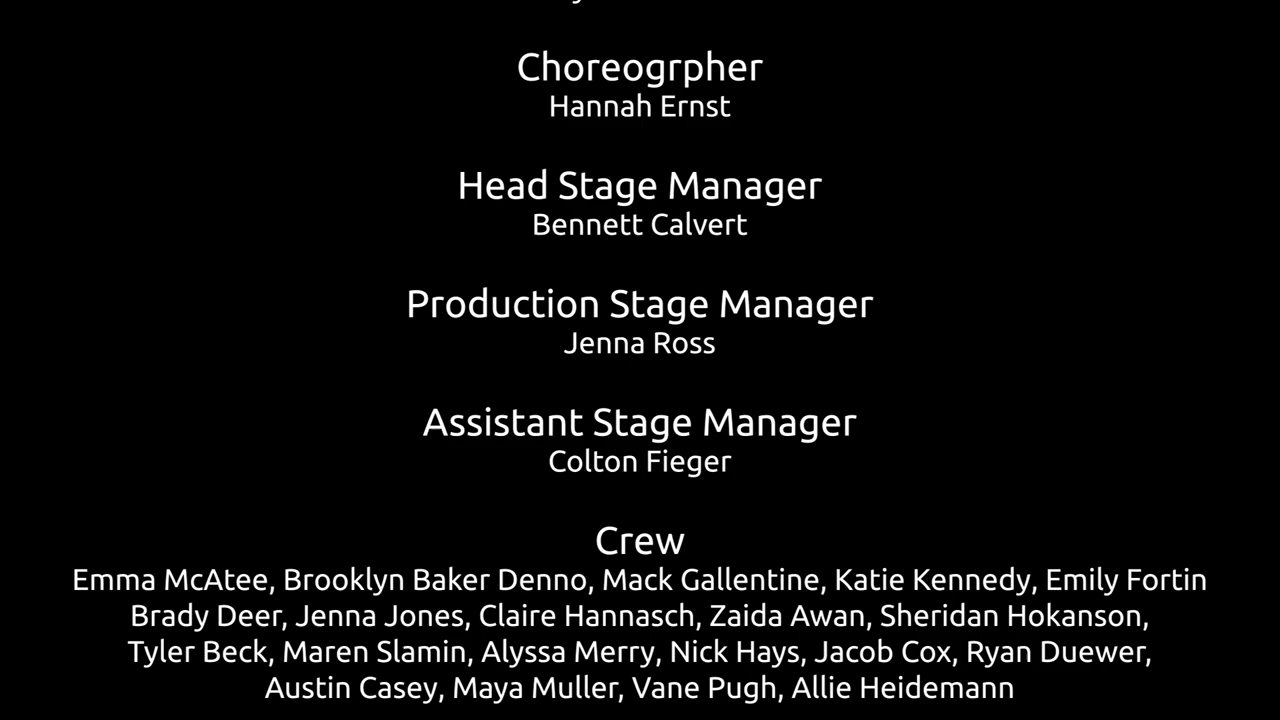 Choreogrpher
Hannah Ernst
Head Stage Manager
Bennett Calvert
Production Stage Manager
Jenna Ross
Assistant Stage Manager
Colton Fieger
Crew
Emma McAtee, Brooklyn Baker Denno, Mack Gallentine, Katie Kennedy, Emily Fortin
Brady Deer, Jenna Jones, Claire Hannasch, Zaida Awan, Sheridan Hokanson,
Tyler Beck, Maren Slamin, Alyssa Merry, Nick Hays, Jacob Cox, Ryan Duewer,
Austin Casey, Maya Muller, Vane Pugh, Allie Heidemann